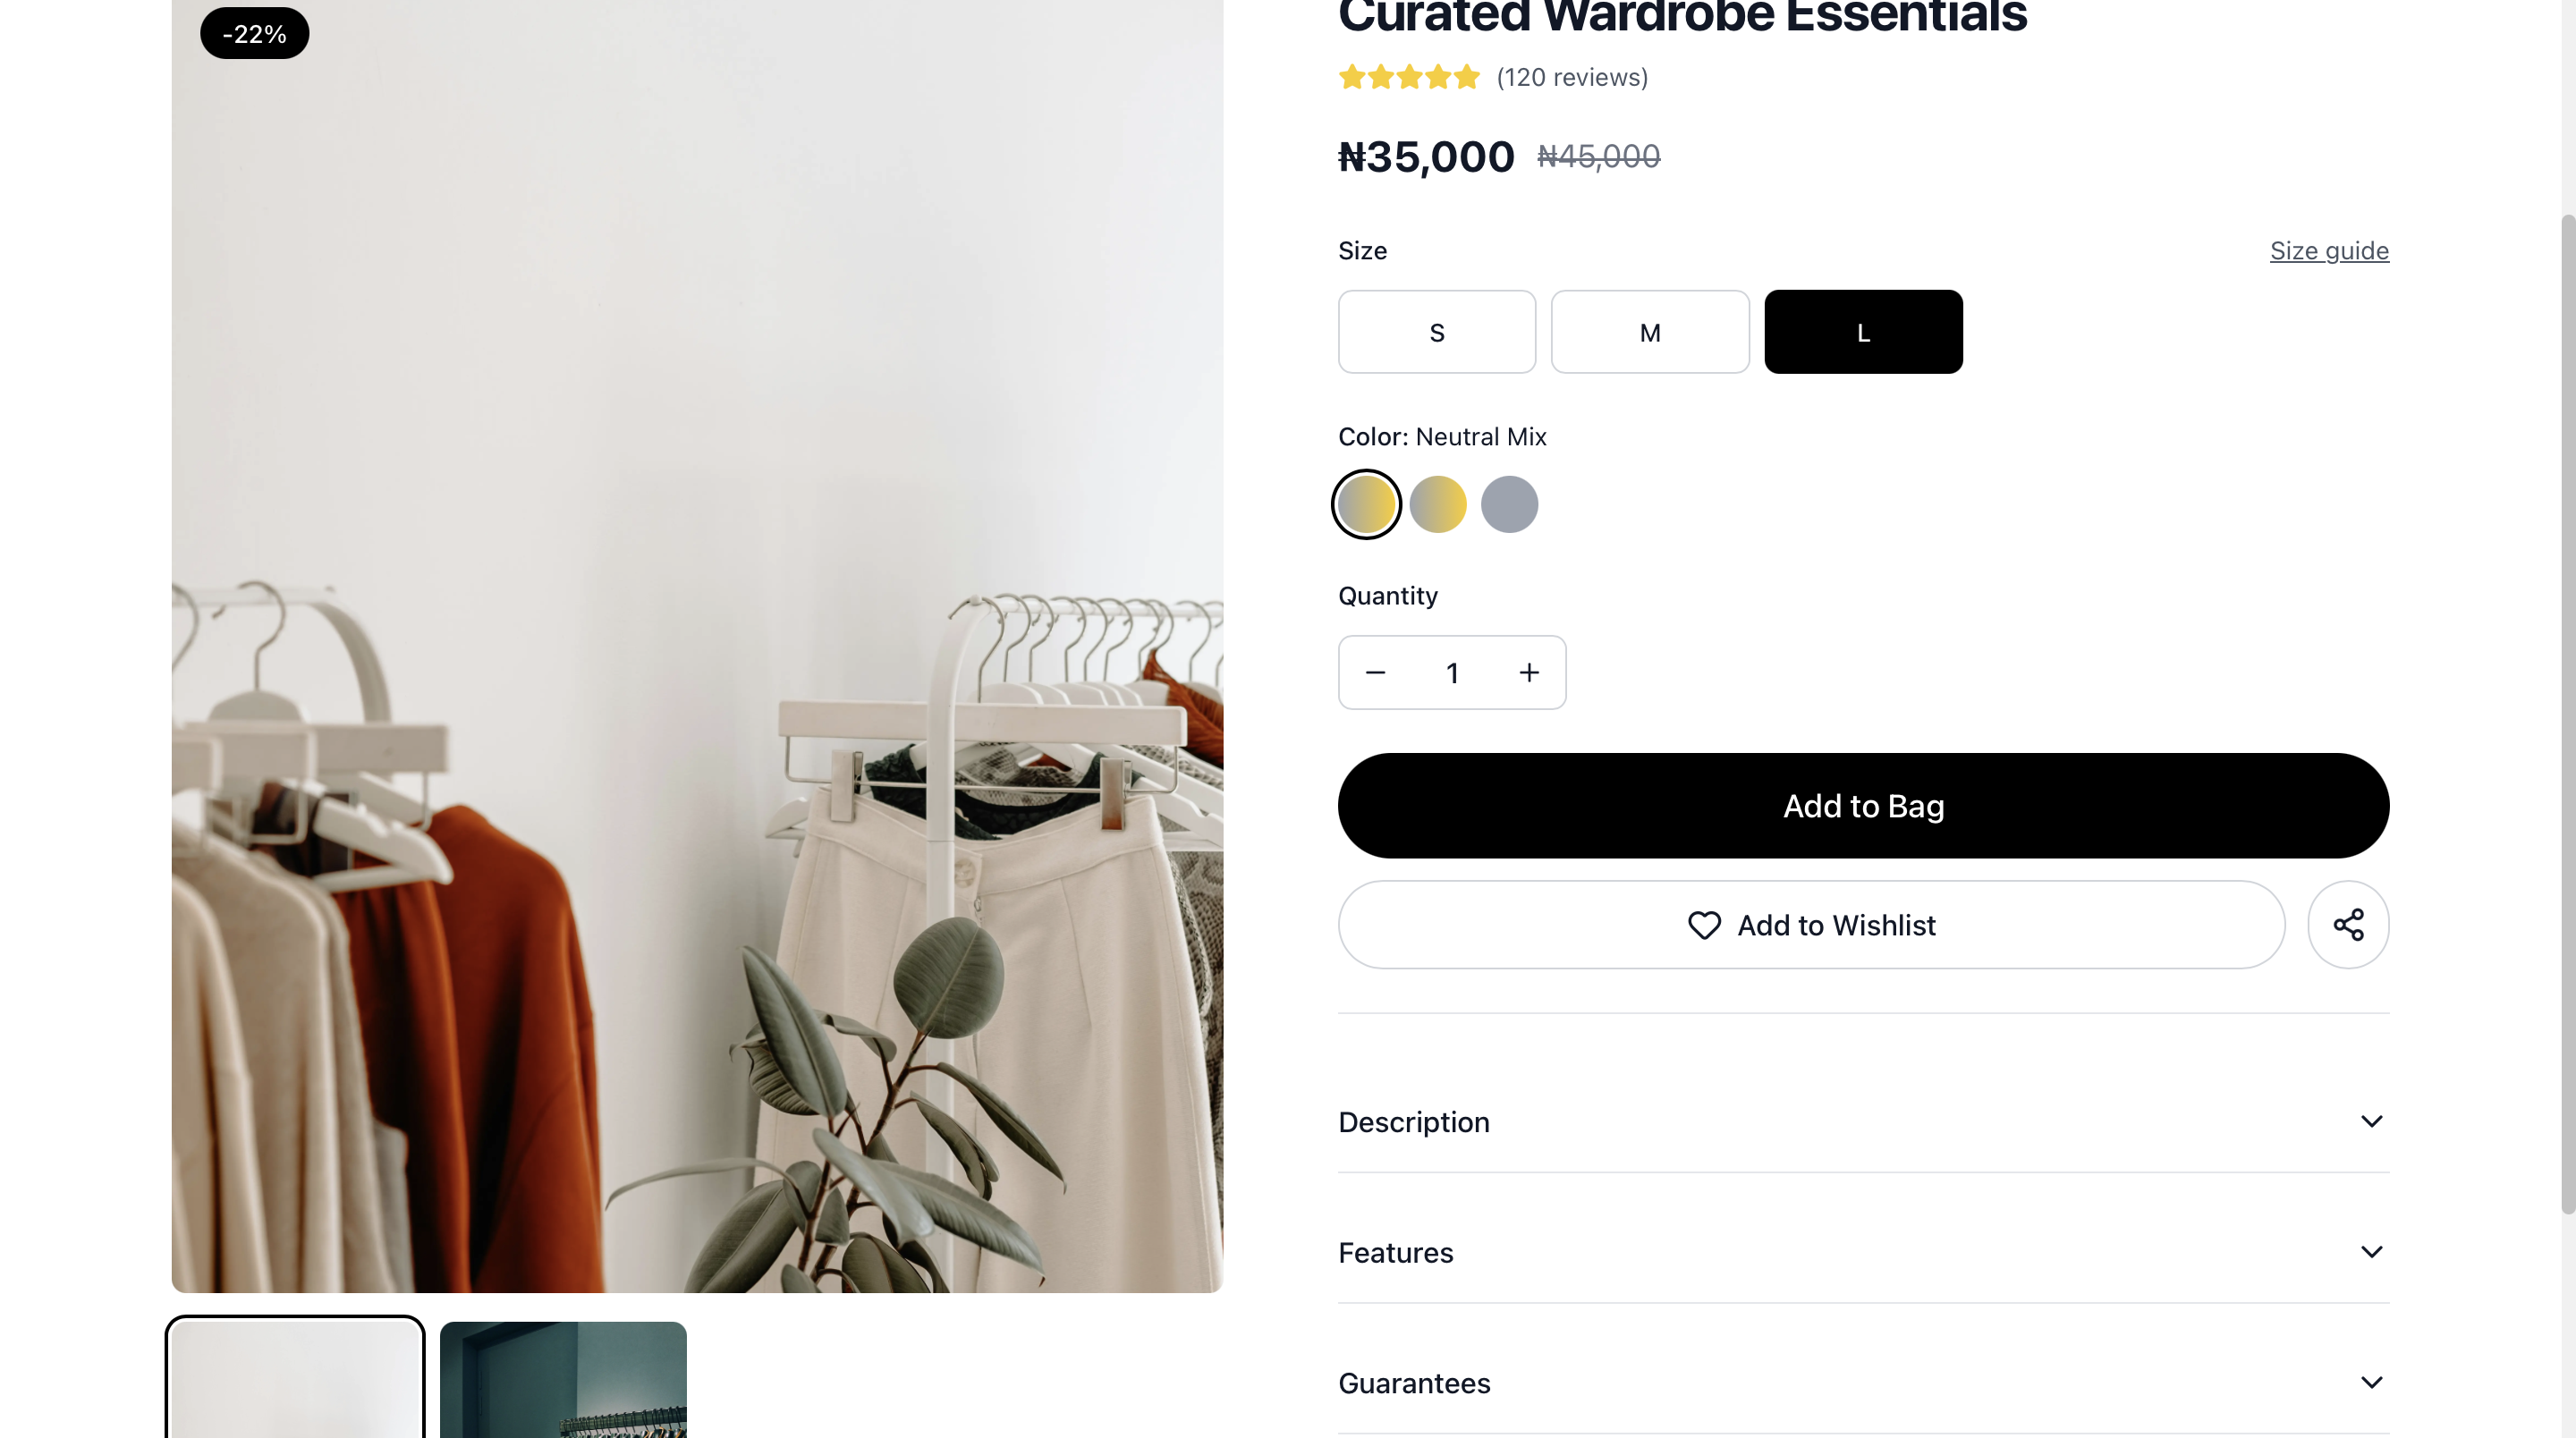 -22%
Curated Wardrobe Essentials
(120 reviews)
₦35,000 ₦45,000
Size
Size guide
S
M
L
Color: Neutral Mix
Quantity
1
Add to Bag
Add to Wishlist
Description
Features
Guarantees